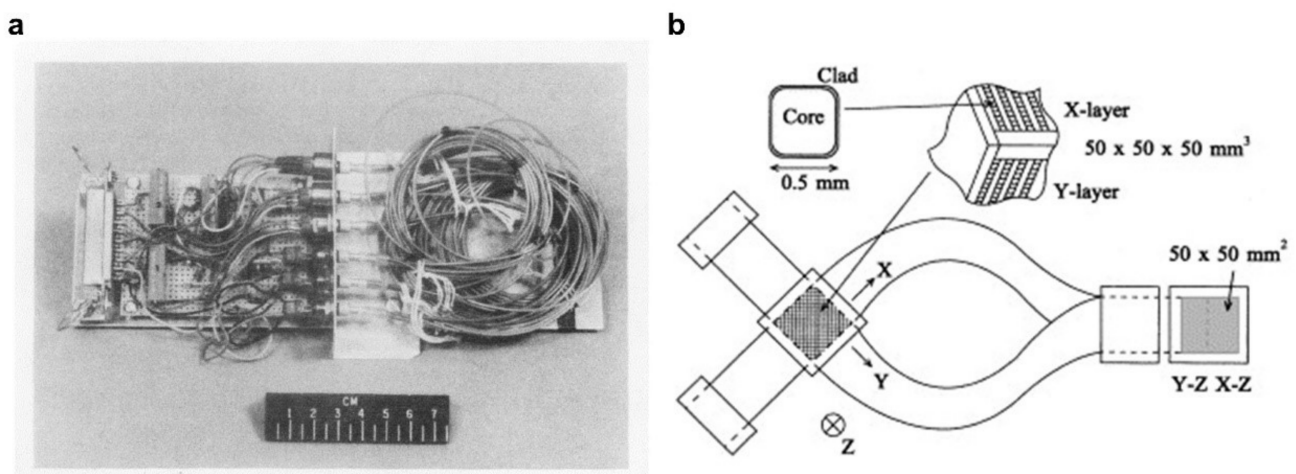 a
CM
1 2 3 4 5 6 7
b
Clad
Core
0.5 mm
X-layer
50 x 50 x 50 mm³
Y-layer
50 x 50 mm²
X
Y
Z
Y-Z X-Z